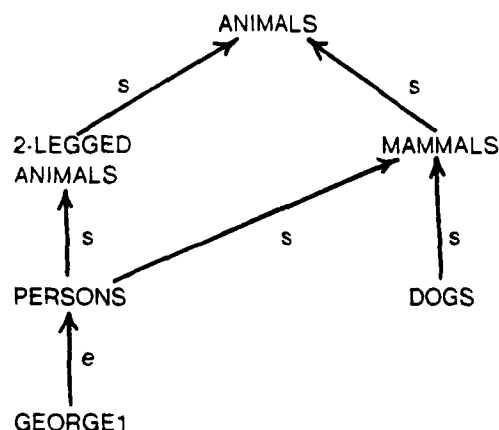 ANIMALS
s
s
2-LEGGED
ANIMALS
MAMMALS
s
s
s
PERSONS
DOGS
e
GEORGE1